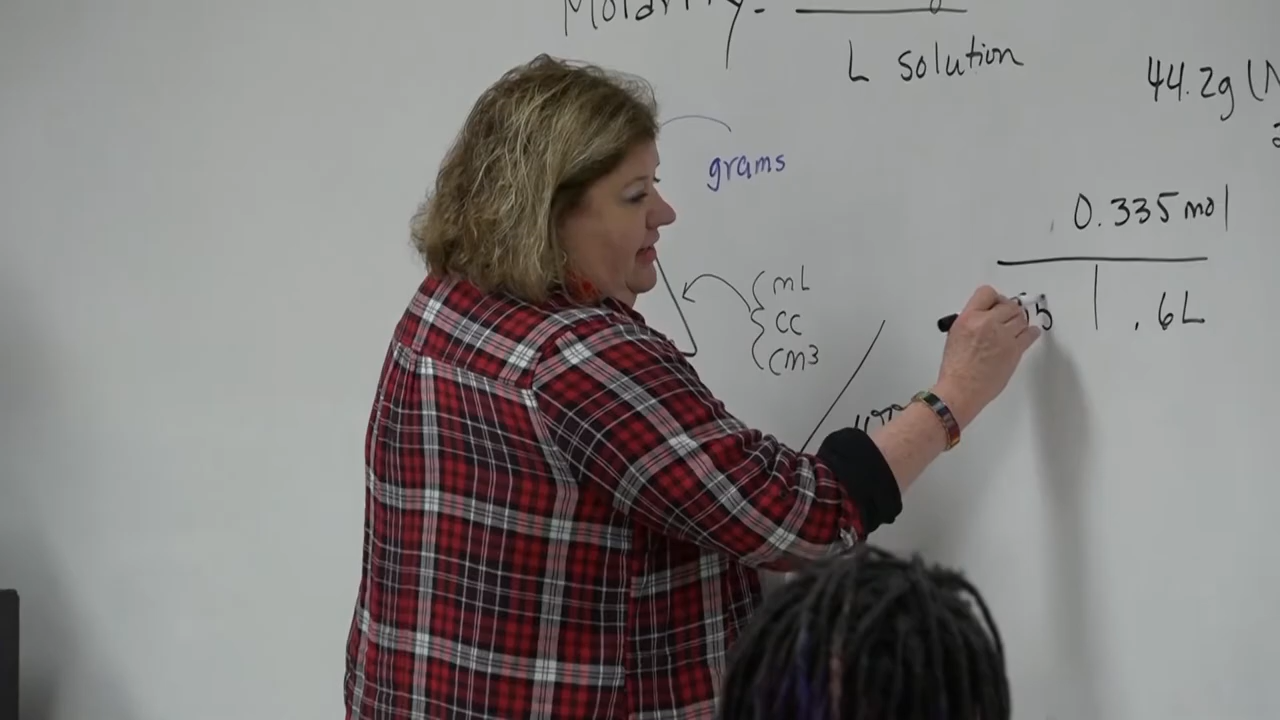 Molarity =
L solution
44.2g (N
grams
0.335 mol
mL
.6L
CC
cm³